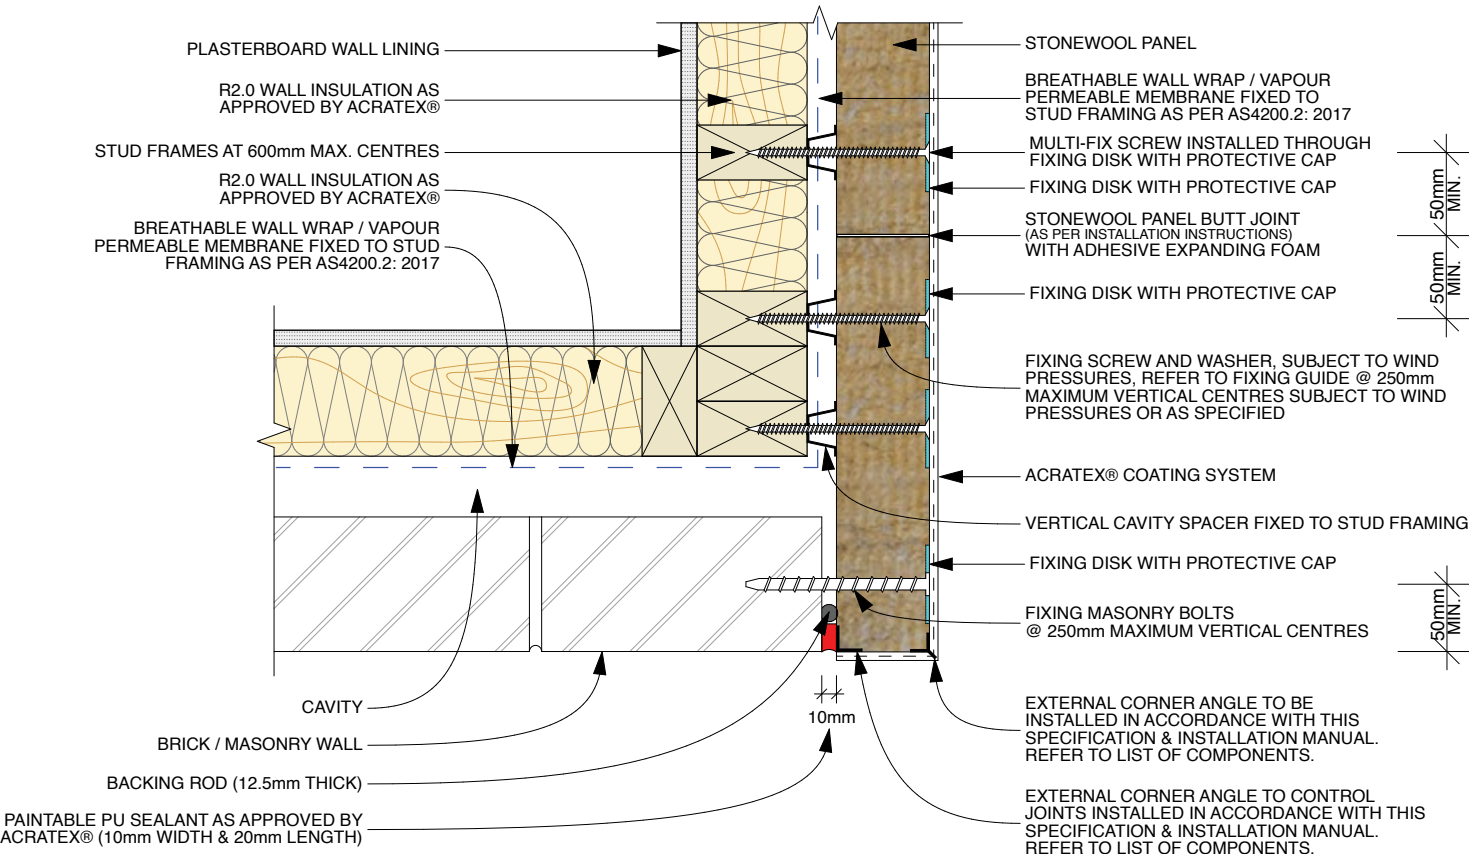 PLASTERBOARD WALL LINING
R2.0 WALL INSULATION AS
APPROVED BY ACRATEX®
STUD FRAMES AT 600mm MAX. CENTRES
R2.0 WALL INSULATION AS
APPROVED BY ACRATEX®
BREATHABLE WALL WRAP / VAPOUR
PERMEABLE MEMBRANE FIXED TO STUD
FRAMING AS PER AS4200.2: 2017
CAVITY
BRICK / MASONRY WALL
BACKING ROD (12.5mm THICK)
PAINTABLE PU SEALANT AS APPROVED BY
ACRATEX® (10mm WIDTH & 20mm LENGTH)
10mm
STONEWOOL PANEL
BREATHABLE WALL WRAP / VAPOUR
PERMEABLE MEMBRANE FIXED TO
STUD FRAMING AS PER AS4200.2: 2017
MULTI-FIX SCREW INSTALLED THROUGH
FIXING DISK WITH PROTECTIVE CAP
FIXING DISK WITH PROTECTIVE CAP
STONEWOOL PANEL BUTT JOINT
(AS PER INSTALLATION INSTRUCTIONS)
WITH ADHESIVE EXPANDING FOAM
FIXING DISK WITH PROTECTIVE CAP
FIXING SCREW AND WASHER, SUBJECT TO WIND
PRESSURES, REFER TO FIXING GUIDE @ 250mm
MAXIMUM VERTICAL CENTRES SUBJECT TO WIND
PRESSURES OR AS SPECIFIED
ACRATEX® COATING SYSTEM
VERTICAL CAVITY SPACER FIXED TO STUD FRAMING
FIXING DISK WITH PROTECTIVE CAP
FIXING MASONRY BOLTS
@ 250mm MAXIMUM VERTICAL CENTRES
EXTERNAL CORNER ANGLE TO BE
INSTALLED IN ACCORDANCE WITH THIS
SPECIFICATION & INSTALLATION MANUAL.
REFER TO LIST OF COMPONENTS.
EXTERNAL CORNER ANGLE TO CONTROL
JOINTS INSTALLED IN ACCORDANCE WITH THIS
SPECIFICATION & INSTALLATION MANUAL.
REFER TO LIST OF COMPONENTS.
50mm
MIN.
50mm
MIN.
50mm
MIN.